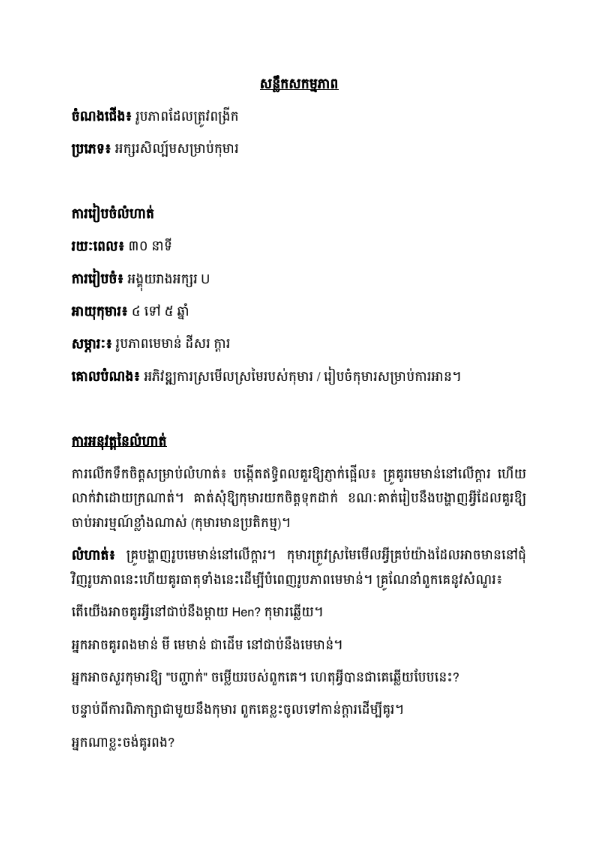 សន្លឹកសកម្មភាព
ចំណងជើង៖ រូបភាពដែលត្រូវពង្រីក
ប្រភេទ៖ អក្សរសិល្ប៍មសម្រាប់កុមារ
ការរៀបចំលំហាត់
រយៈពេល៖ ៣០ នាទី
ការរៀបចំ៖ អង្គុយរាងអក្សរ U
អាយុកុមារ៖ ៤ ទៅ ៥ ឆ្នាំ
សម្ភារៈ៖ រូបភាពមេមាន់ ដីសរ ក្តារ
គោលបំណង៖ អភិវឌ្ឍការស្រមើលស្រមៃរបស់កុមារ / រៀបចំកុមារសម្រាប់ការអាន។
ការអនុវត្តនៃលំហាត់
ការលើកទឹកចិត្តសម្រាប់លំហាត់៖ បង្កើតឥទ្ធិពលគួរឱ្យភ្ញាក់ផ្អើល៖ គ្រូគូរមេមាន់នៅលើក្តារ ហើយ
លាក់វាដោយក្រណាត់។ គាត់សុំឱ្យកុមារយកចិត្តទុកដាក់ ខណៈគាត់រៀបនឹងបង្ហាញអ្វីដែលគួរឱ្យ
ចាប់អារម្មណ៍ខ្លាំងណាស់ (កុមារមានប្រតិកម្ម)។
លំហាត់៖ គ្រូបង្ហាញរូបមេមាន់នៅលើក្តារ។ កុមារត្រូវស្រមៃមើលអ្វីគ្រប់យ៉ាងដែលអាចមាននៅជុំ
វិញរូបភាពនេះហើយគូរធាតុទាំងនេះដើម្បីបំពេញរូបភាពមេមាន់។ គ្រូណែនាំពួកគេនូវសំណួរ៖
តើយើងអាចគូរអ្វីនៅជាប់នឹងម្តាយ Hen? កុមារឆ្លើយ។
អ្នកអាចគូរពងមាន់ មី មេមាន់ ជាដើម នៅជាប់នឹងមេមាន់។
អ្នកអាចសួរកុមារឱ្យ "បញ្ជាក់" ចម្លើយរបស់ពួកគេ។ ហេតុអ្វីបានជាគេឆ្លើយបែបនេះ?
បន្ទាប់ពីការពិភាក្សាជាមួយនឹងកុមារ ពួកគេខ្លះចូលទៅកាន់ក្តារដើម្បីគូរ។
អ្នកណាខ្លះចង់គូរពង?